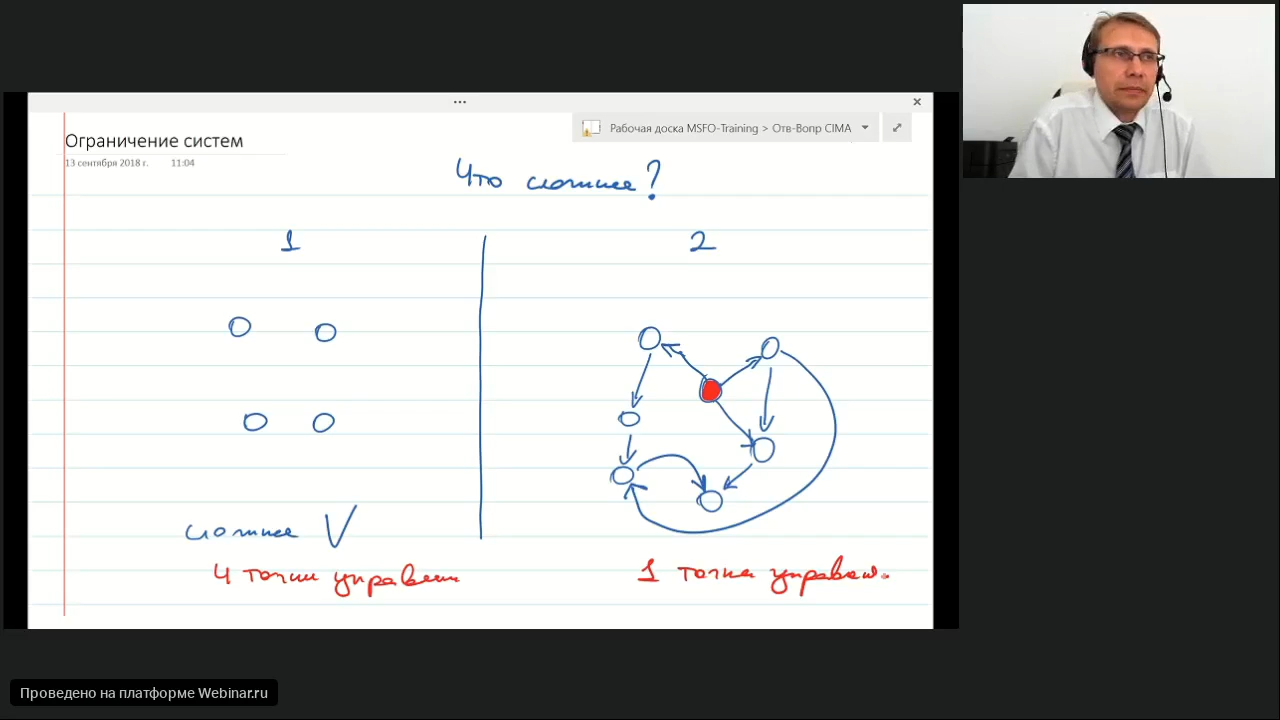 Рабочая доска MSFO-Training > Отв-Вопр CIMA
Ограничение систем
13 сентября 2018 г. 11:04
Что сложнее?
1
2
сложнее V
4 точки управлен
1 точка управл.
Проведено на платформе Webinar.ru